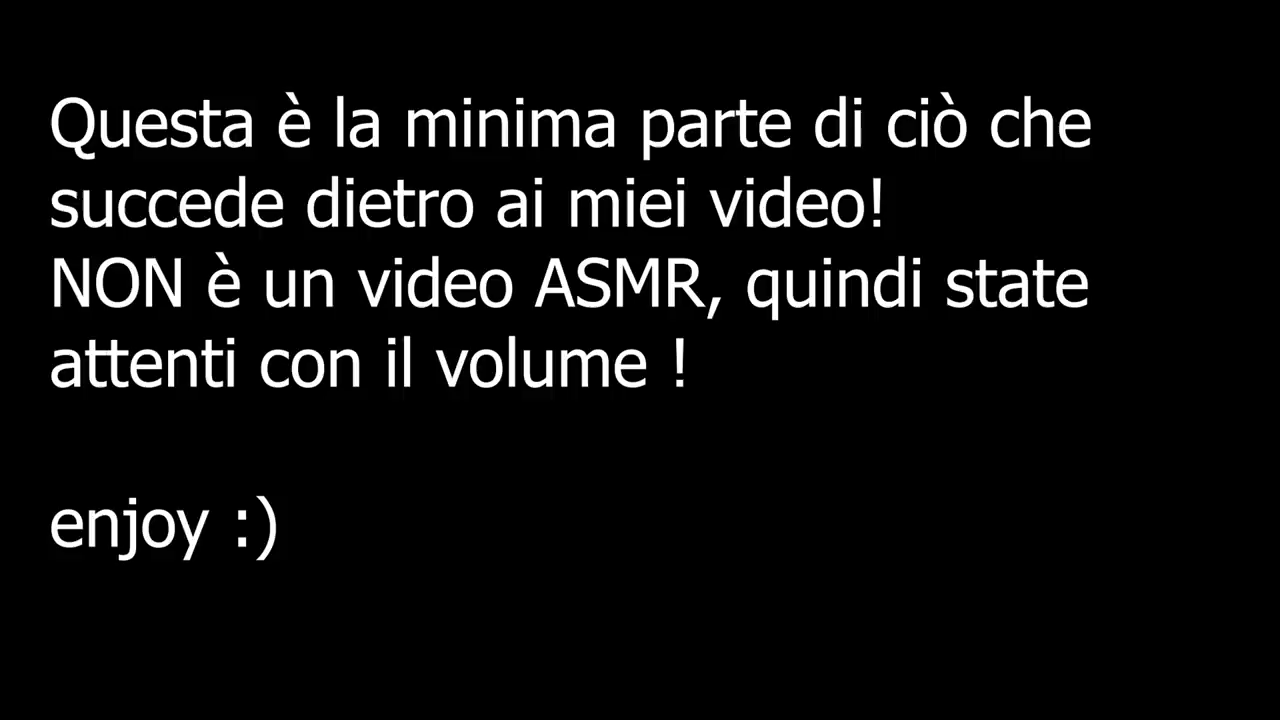 Questa è la minima parte di ciò che
succede dietro ai miei video!
NON è un video ASMR, quindi state
attenti con il volume !
enjoy :)